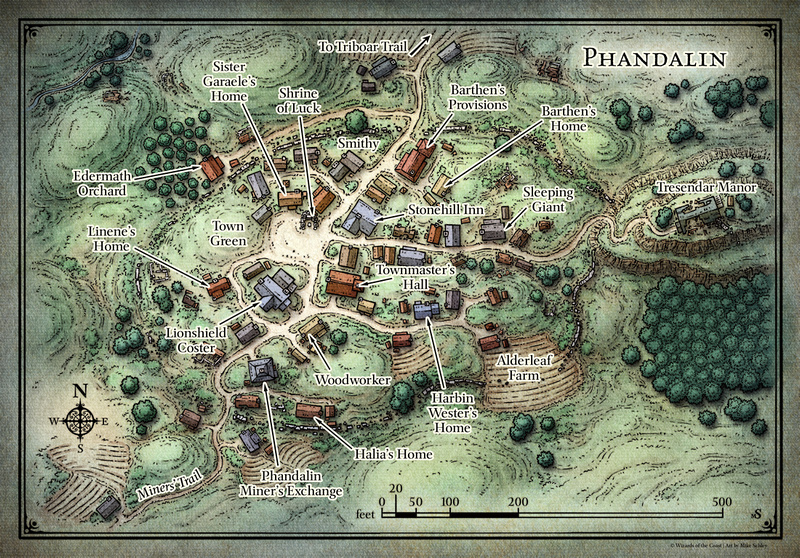 To Triboar Trail
PHANDALIN
Sister
Garaele's
Home
Shrine
of Luck
Barthen's
Provisions
Barthen's
Home
Smithy
Edermath
Orchard
Sleeping
Giant
Tresendar Manor
Stonehill Inn
Linene's
Home
Town
Green
Townmaster's
Hall
Lionshield
Coster
Woodworker
Alderleaf
Farm
Harbin
Wester's
Home
N
W
E
S
Halia's Home
Phandalin
Miner's Exchange
Miners' Trail
feet
0 20 50 100 200 500
»S
© Wizards of the Coast | Art by Mike Schley